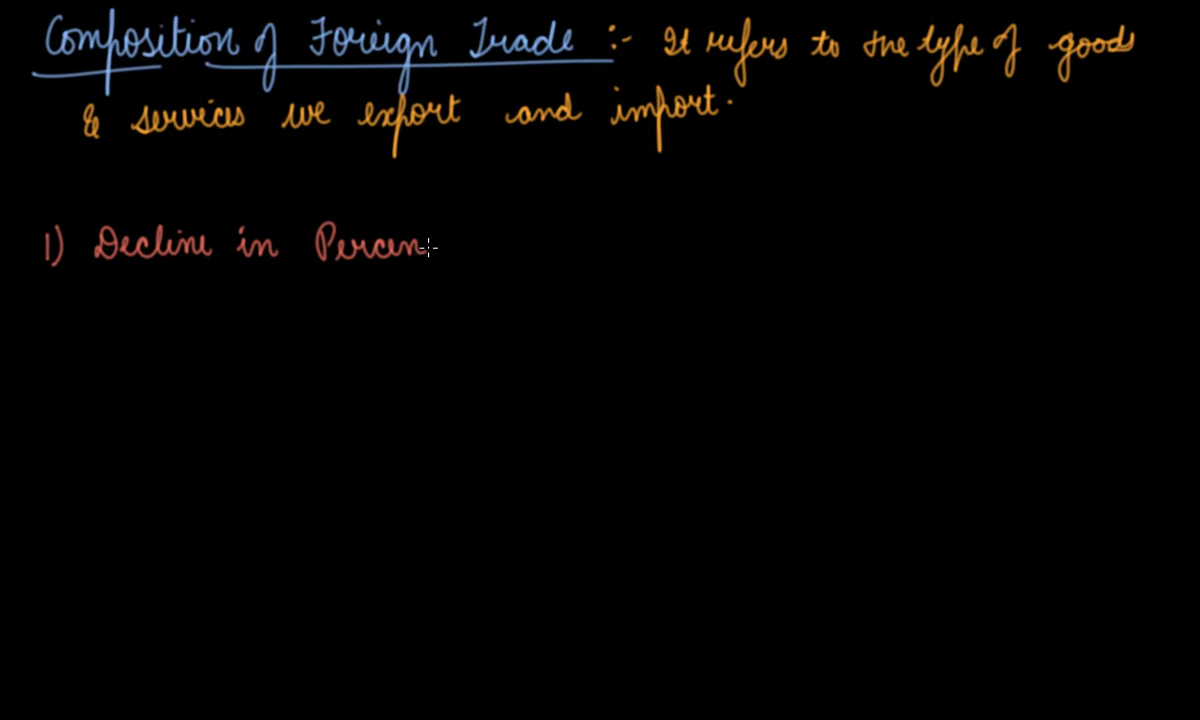 Composition of Foreign Trade :- It refers to the type of goods
& services we export and import.
1) Decline in Percen